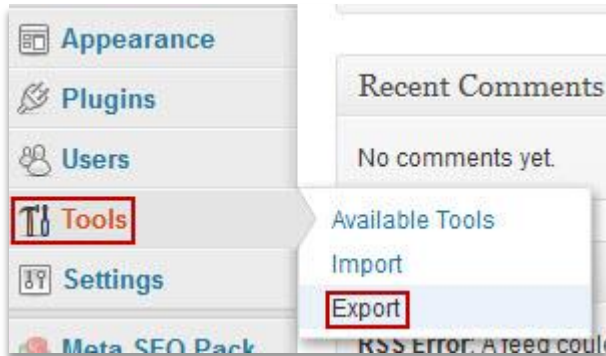 Appearance
Plugins
Users
Tools
Settings
Meta SEO Pack
Recent Comments
No comments yet.
Available Tools
Import
Export
RSS Error: A feed could